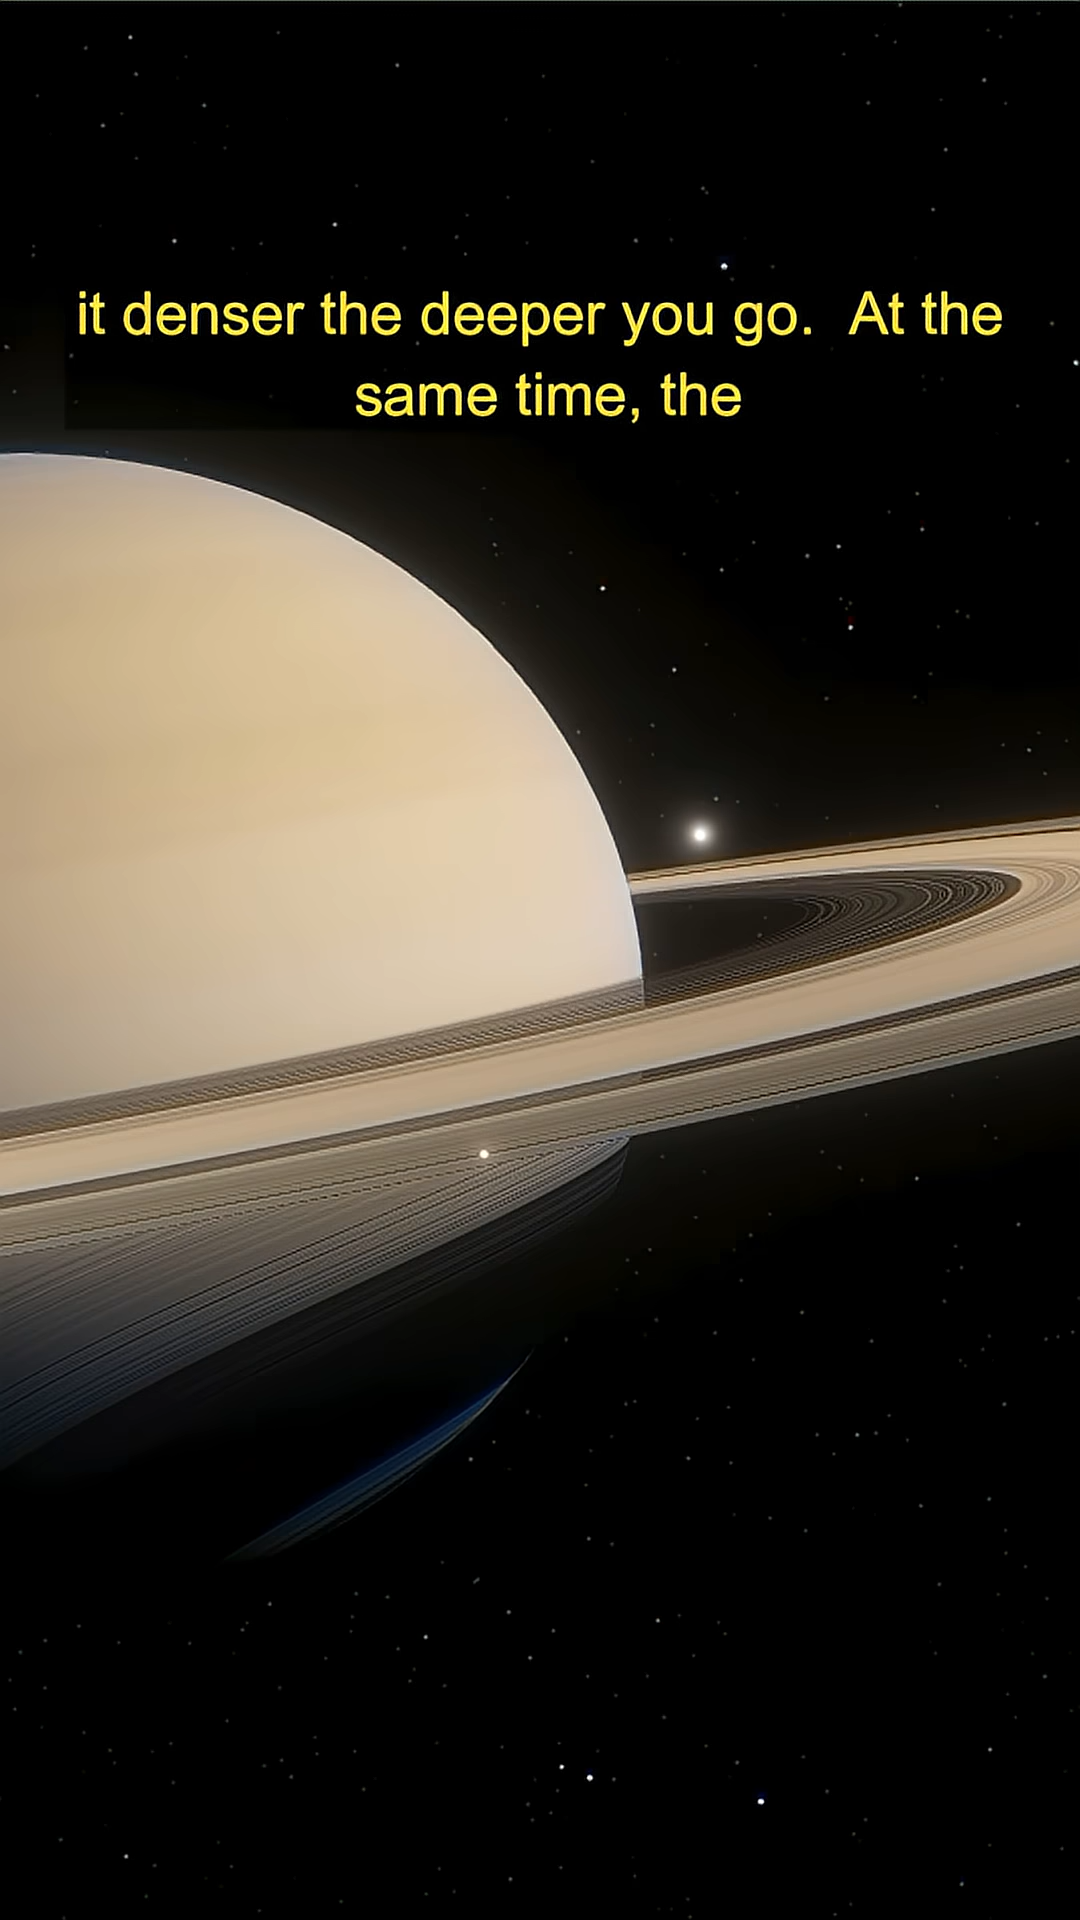 it denser the deeper you go.  At the
same time, the